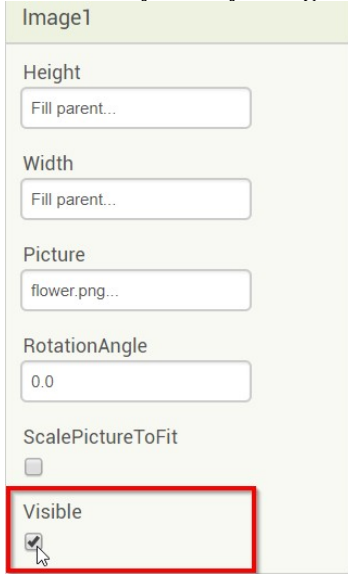 Image1
Height
Fill parent...
Width
Fill parent...
Picture
flower.png...
RotationAngle
0.0
ScalePictureToFit
Visible